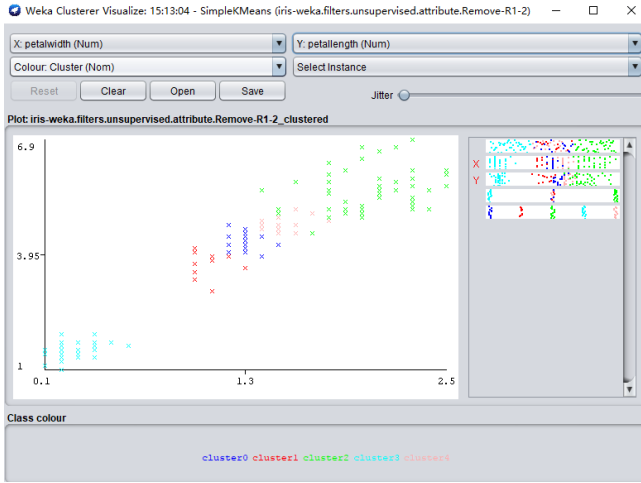 Weka Clusterer Visualize: 15:13:04 - SimpleKMeans (iris-weka.filters.unsupervised.attribute.Remove-R1-2)
X: petalwidth (Num) Y: petallength (Num)
Colour: Cluster (Nom) Select Instance
Reset Clear Open Save Jitter
Plot: iris-weka.filters.unsupervised.attribute.Remove-R1-2_clustered
6.9
X
Y
3.95
1
0.1 1.3 2.5
Class colour
cluster0 cluster1 cluster2 cluster3 cluster4